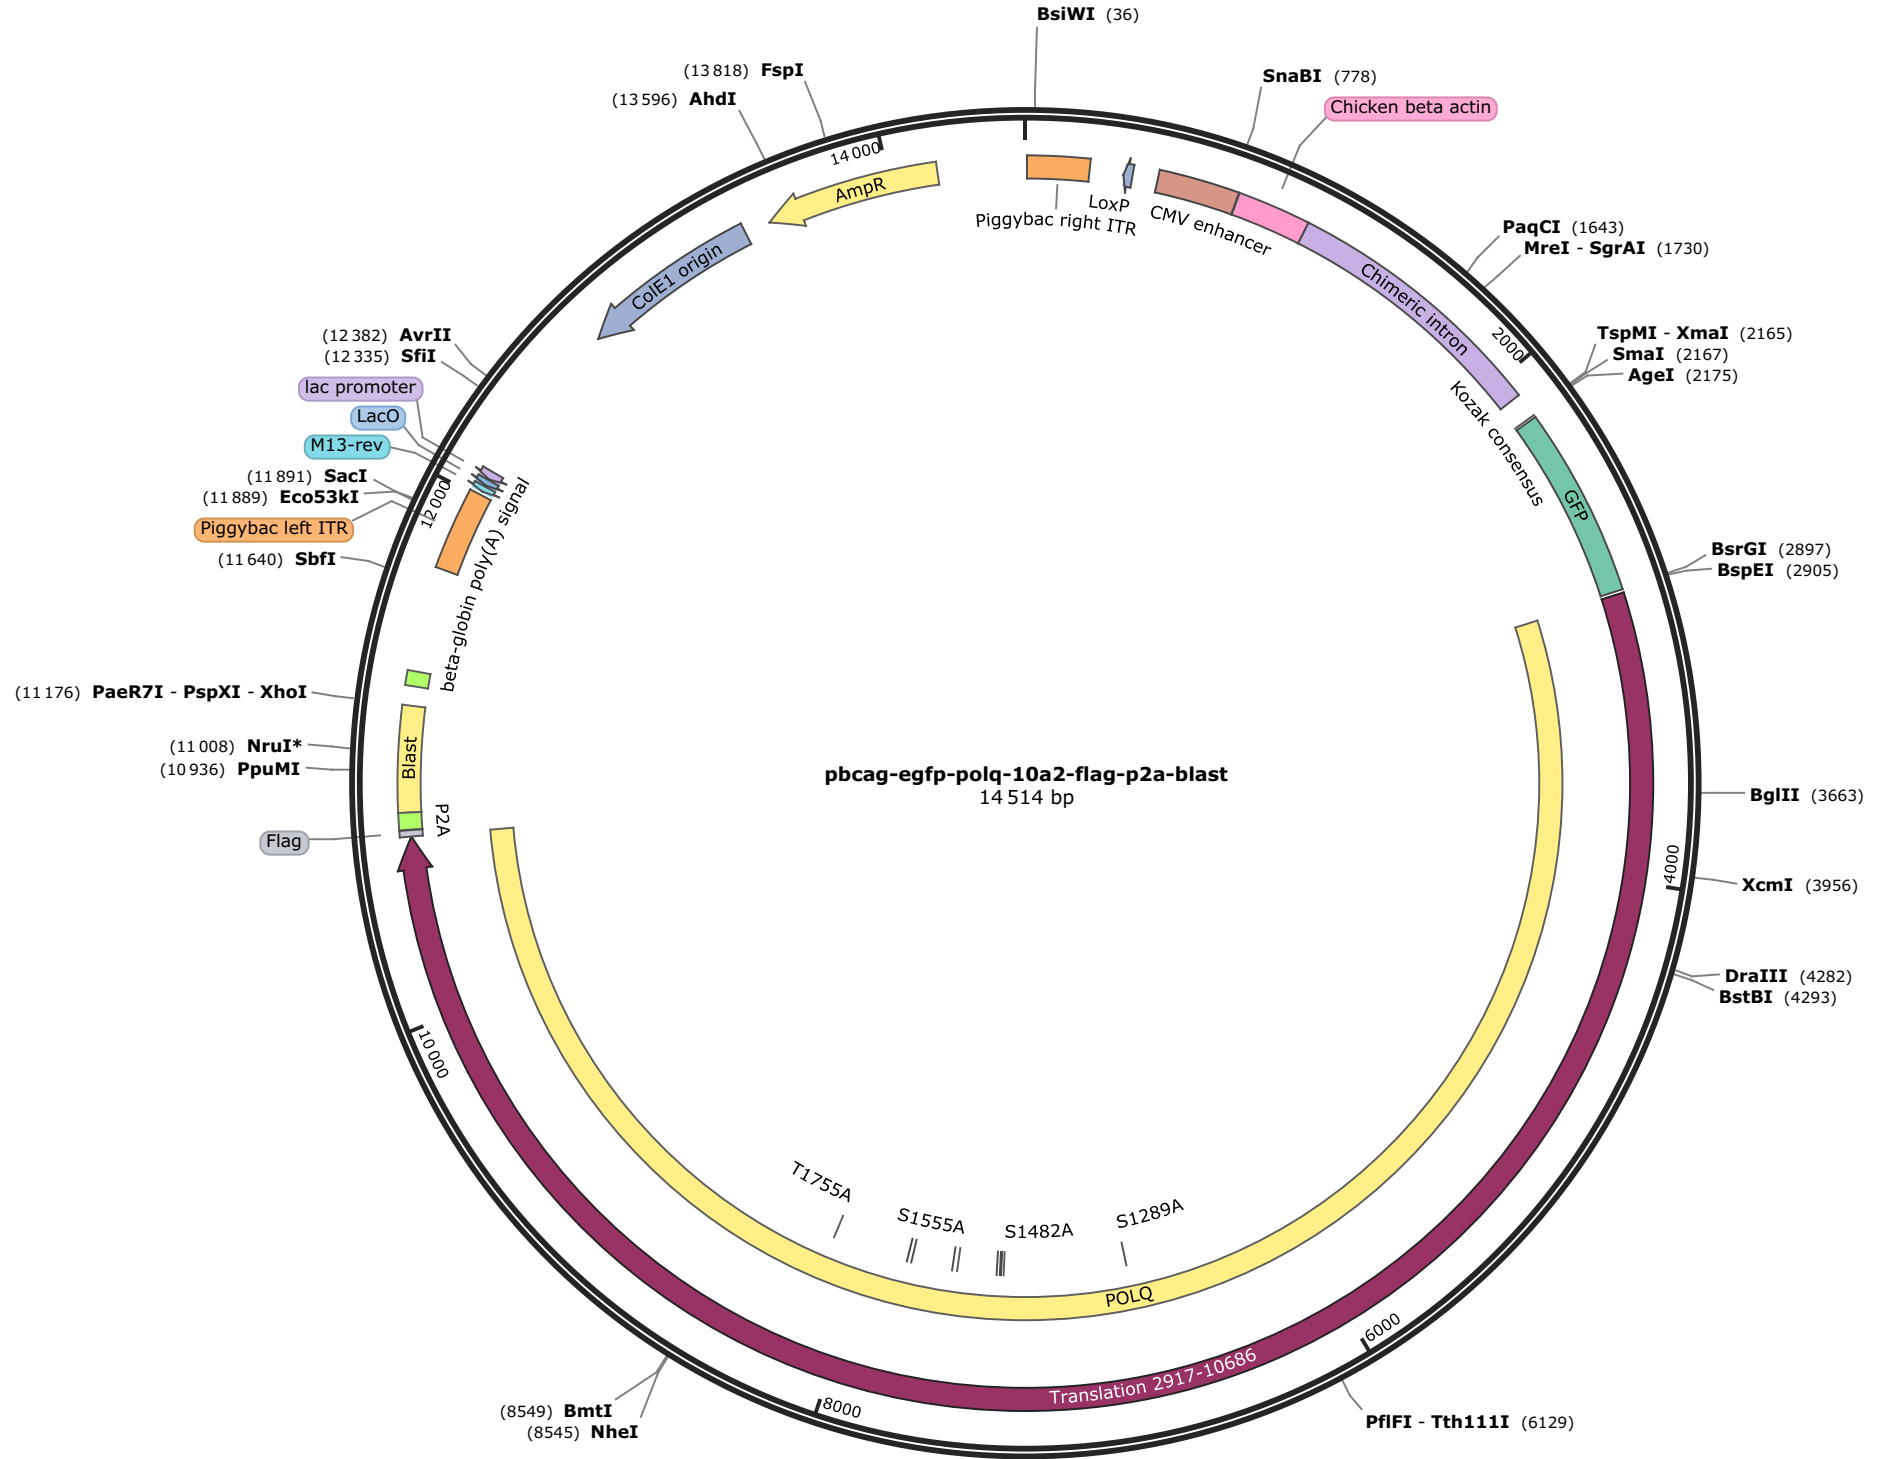 BsiWI (36)
SnaBI (778)
Chicken beta actin
PaqCI (1643)
MreI - SgrAI (1730)
TspMI - XmaI (2165)
SmaI (2167)
AgeI (2175)
BsrGI (2897)
BspEI (2905)
BglII (3663)
XcmI (3956)
DraIII (4282)
BstBI (4293)
PflFI - Tth111I (6129)
(8545) NheI
(8549) BmtI
Flag
(10 936) PpuMI
(11 008) NruI*
(11 176) PaeR7I - PspXI - XhoI
(11 640) SbfI
Piggybac left ITR
(11 889) Eco53kI
(11 891) SacI
M13-rev
LacO
lac promoter
(12 335) SfiI
(12 382) AvrII
(13 596) AhdI
(13 818) FspI
2000
4000
6000
8000
10 000
12 000
14 000
Piggybac right ITR
LoxP
CMV enhancer
Chimeric intron
Kozak consensus
GFP
Translation 2917-10686
POLQ
S1289A
S1482A
S1555A
T1755A
P2A
Blast
beta-globin poly(A) signal
ColE1 origin
AmpR
pbcag-egfp-polq-10a2-flag-p2a-blast
14 514 bp